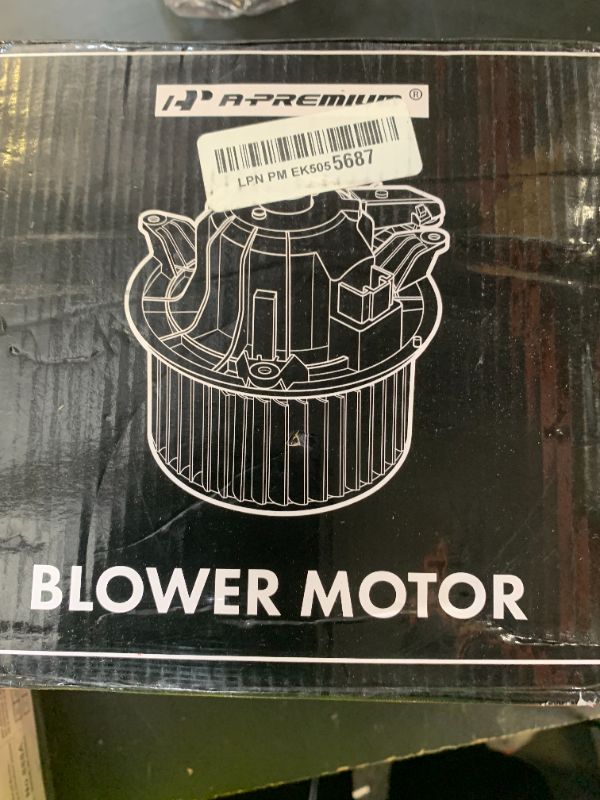 A-PREMIUM®
LPN PM EK5055687
BLOWER MOTOR